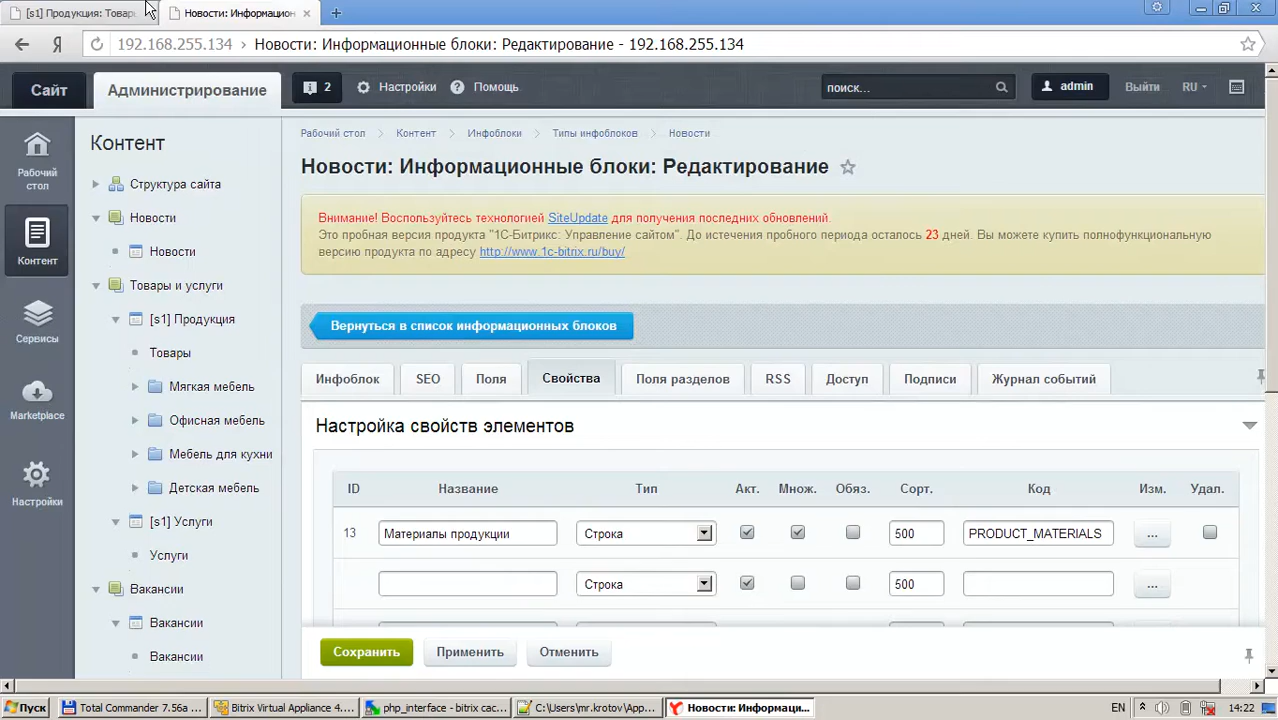 [s1] Продукция: Това
Новости: Информацион
192.168.255.134 > Новости: Информационные блоки: Редактирование - 192.168.255.134
Сайт
Администрирование
2
Настройки
Помощь
поиск...
admin
Выйти
RU
Рабочий стол
Контент
Сервисы
Marketplace
Настройки
Контент
Структура сайта
Новости
Новости
Товары и услуги
[s1] Продукция
Товары
Мягкая мебель
Офисная мебель
Мебель для кухни
Детская мебель
[s1] Услуги
Услуги
Вакансии
Вакансии
Вакансии
Рабочий стол > Контент > Инфоблоки > Типы инфоблоков > Новости
Новости: Информационные блоки: Редактирование
Внимание! Воспользуйтесь технологией SiteUpdate для получения последних обновлений.
Это пробная версия продукта "1С-Битрикс: Управление сайтом". До истечения пробного периода осталось 23 дней. Вы можете купить полнофункциональную
версию продукта по адресу http://www.1c-bitrix.ru/buy/
Вернуться в список информационных блоков
Инфоблок
SEO
Поля
Свойства
Поля разделов
RSS
Доступ
Подписи
Журнал событий
Настройка свойств элементов
ID Название Тип Акт. Множ. Обяз. Сорт. Код Изм. Удал.
13 Материалы продукции Строка 500 PRODUCT_MATERIALS ...
Строка 500 ...
Сохранить
Применить
Отменить
Пуск
Total Commander 7.56a ...
Bitrix Virtual Appliance 4....
php_interface - bitrix cac...
C:\Users\mr.krotov\App...
Новости: Информаци...
EN
14:22